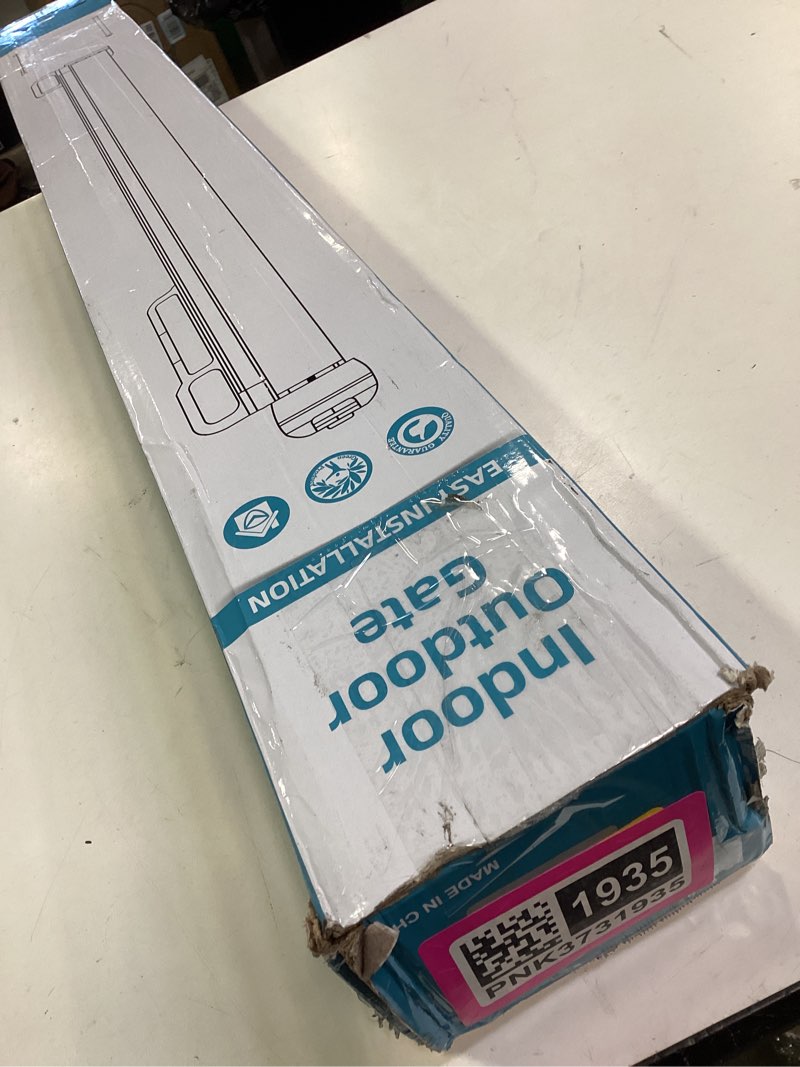 Indoor
Outdoor
Gate
EASY INSTALLATION
QUALITY GUARANTEE
MADE IN CH
1935
PNK3731935